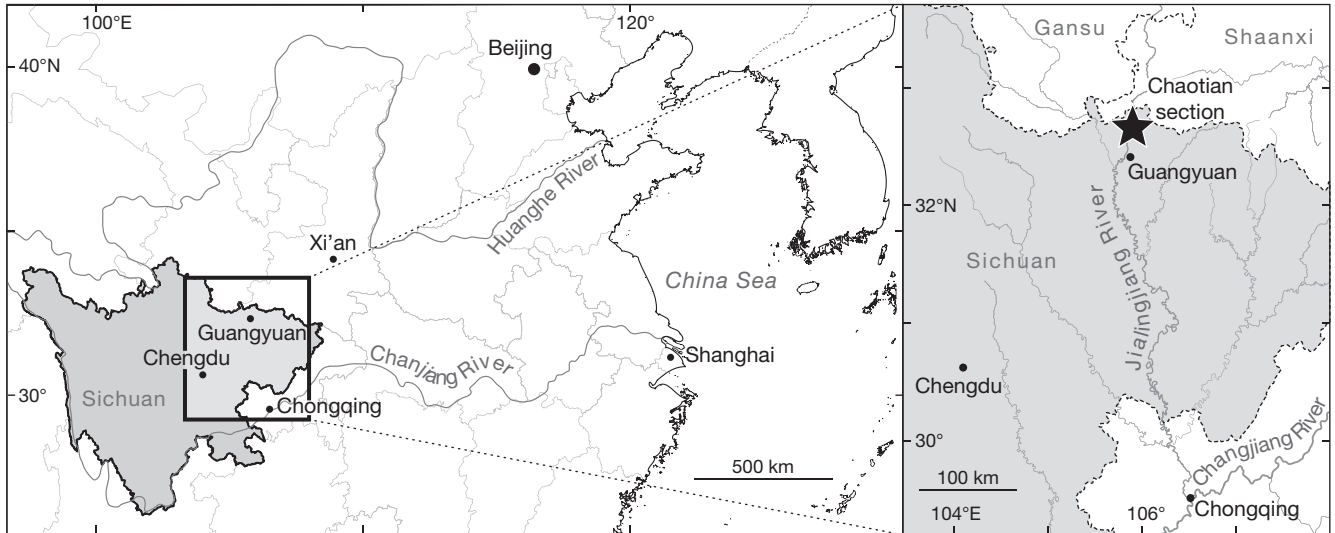 100°E
120°
40°N
Beijing
Huanghe River
Xi’an
China Sea
Guangyuan
Chengdu
Chanjiang River
Shanghai
30°
Sichuan
Chongqing
500 km
Gansu
Shaanxi
Chaotian
section
Guangyuan
32°N
Jialingjiang River
Sichuan
Chengdu
30°
Changjiang River
100 km
104°E
106°
Chongqing